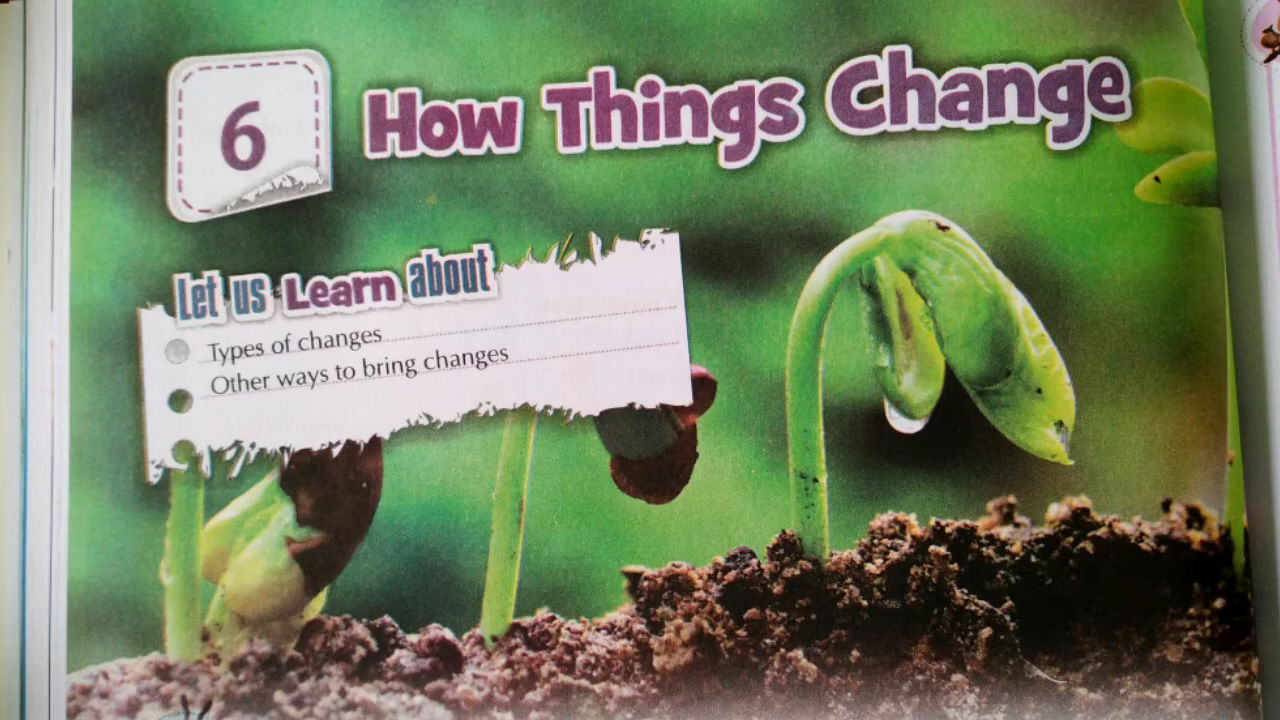 6
How Things Change
Let us Learn about
Types of changes
Other ways to bring changes